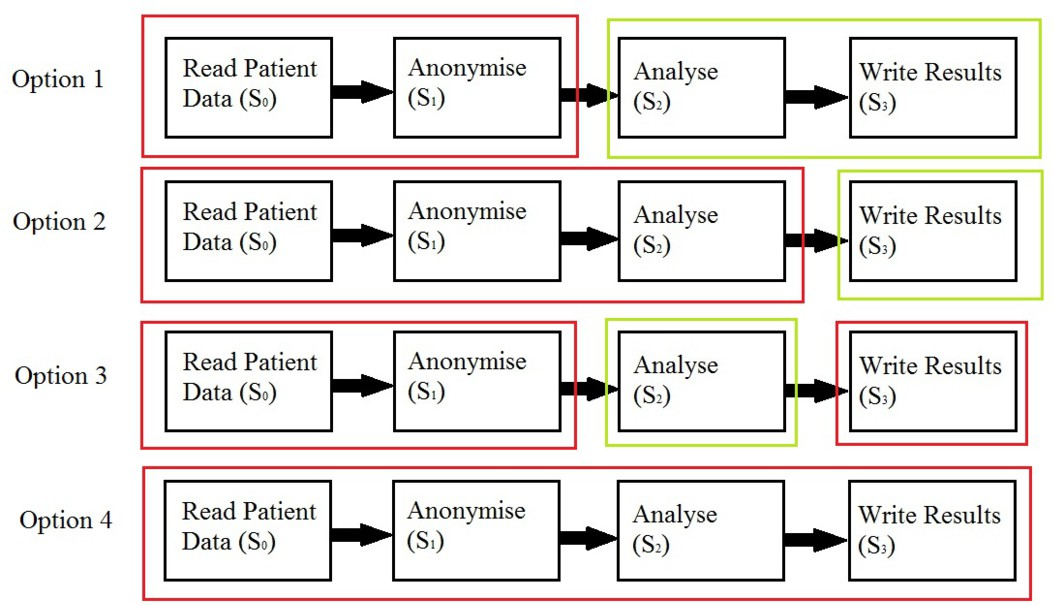 Option 1
Read Patient
Data (S₀)
Anonymise
(S₁)
Analyse
(S₂)
Write Results
(S₃)
Option 2
Read Patient
Data (S₀)
Anonymise
(S₁)
Analyse
(S₂)
Write Results
(S₃)
Option 3
Read Patient
Data (S₀)
Anonymise
(S₁)
Analyse
(S₂)
Write Results
(S₃)
Option 4
Read Patient
Data (S₀)
Anonymise
(S₁)
Analyse
(S₂)
Write Results
(S₃)